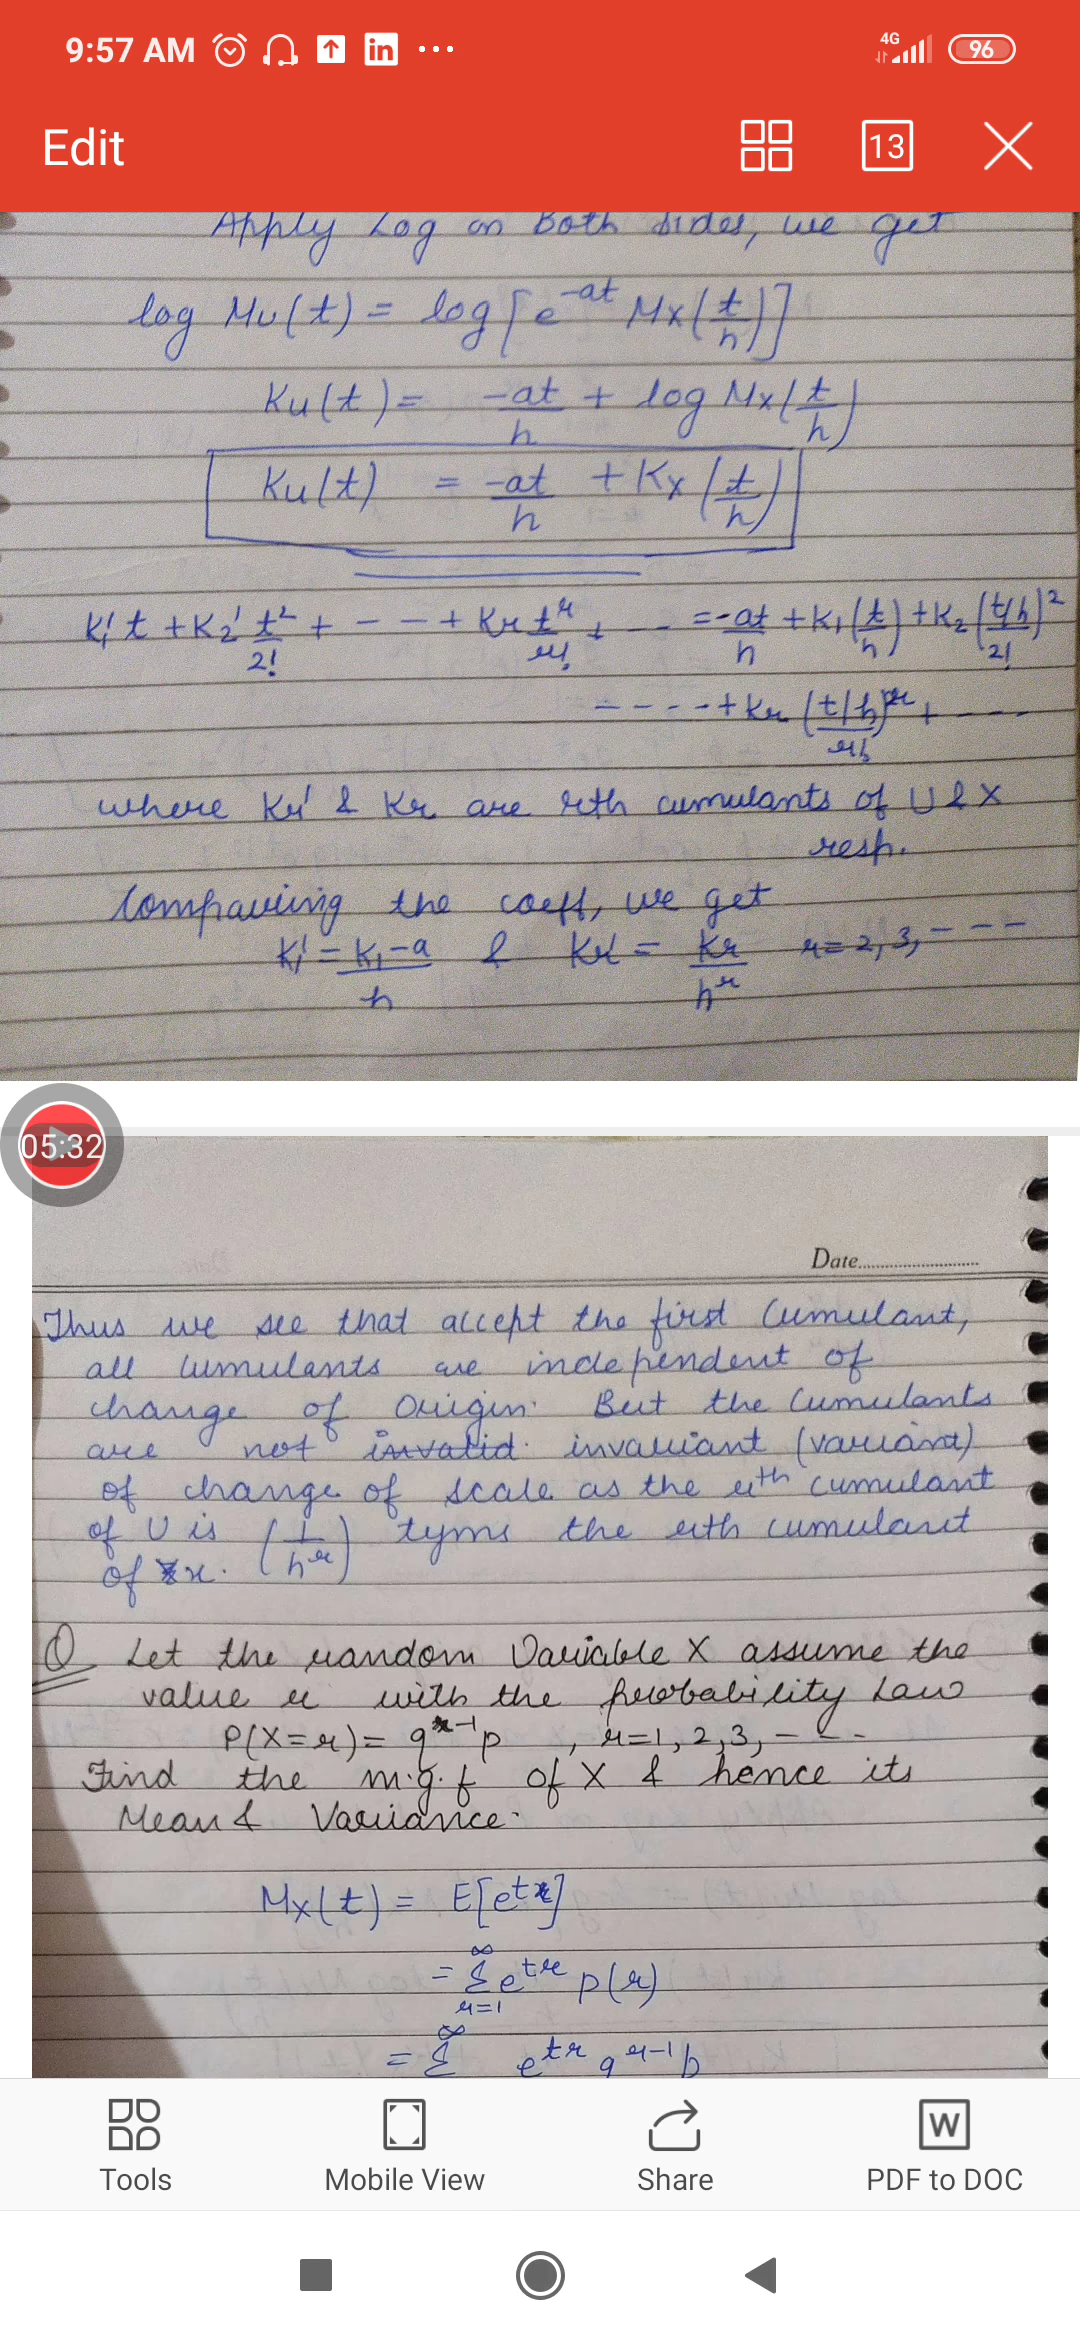 9:57 AM in ... 4G 96
Edit 13
Apply Log on both sides, we get
log Mu(t) = log [e^-at Mx(t/h)]
Ku(t) = -at/h + log Mx(t/h)
Ku(t) = -at/h + Kx(t/h)
K1' t + K2' t²/2! + - - - + Kr t^r/r! + - - = -at/h + K1(t/h) + K2 (t/h)²/2!
- - - - + Kr (t/h)^r/r! + - - -
where Kr' & Kr are rth cumulants of U & X
resp.
Comparing the coeff, we get
K1' = K1-a/h & Kr' = Kr/h^r r=2,3,- - -
05:32
Date
Thus we see that accept the first Cumulant,
all cumulants are independent of
change of origin. But the Cumulants
are not invalid. invariant (variant)
of change of scale as the rth cumulant
of U is (1/h^r) tyms the rth cumulant
of x.
Q Let the random Variable X assume the
value r with the probability Law
P(X=r) = q^r-1 p , r=1,2,3,- - -
Find the m.g.f of X & hence its
Mean & Variance.
Mx(t) = E[e^tx]
= ∞ Σ r=1 e^tr p(r)
= ∞ Σ e^tr q^r-1 p
Tools Mobile View Share W PDF to DOC